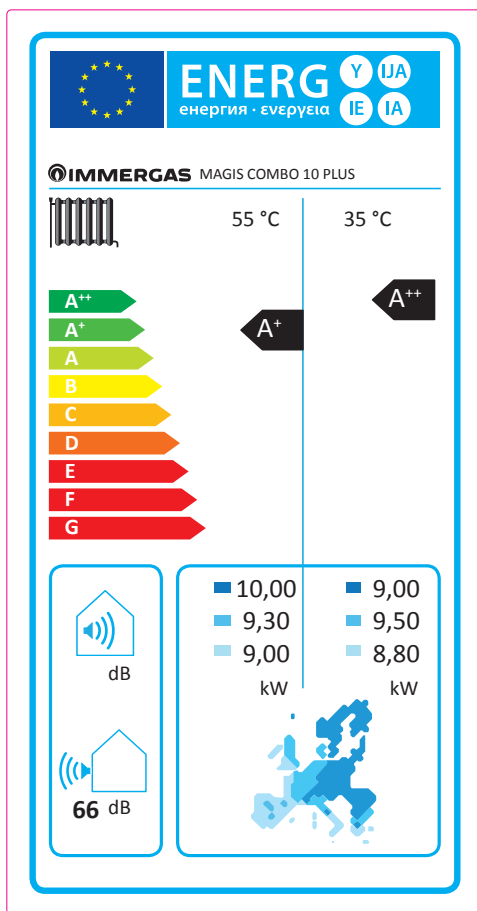 ENERG Y IJA
енергия · ενεργεια IE IA
IMMERGAS MAGIS COMBO 10 PLUS
55 °C 35 °C
A++ A++
A+ A+
A
B
C
D
E
F
G
10,00 9,00
9,30 9,50
9,00 8,80
kW kW
dB
66 dB